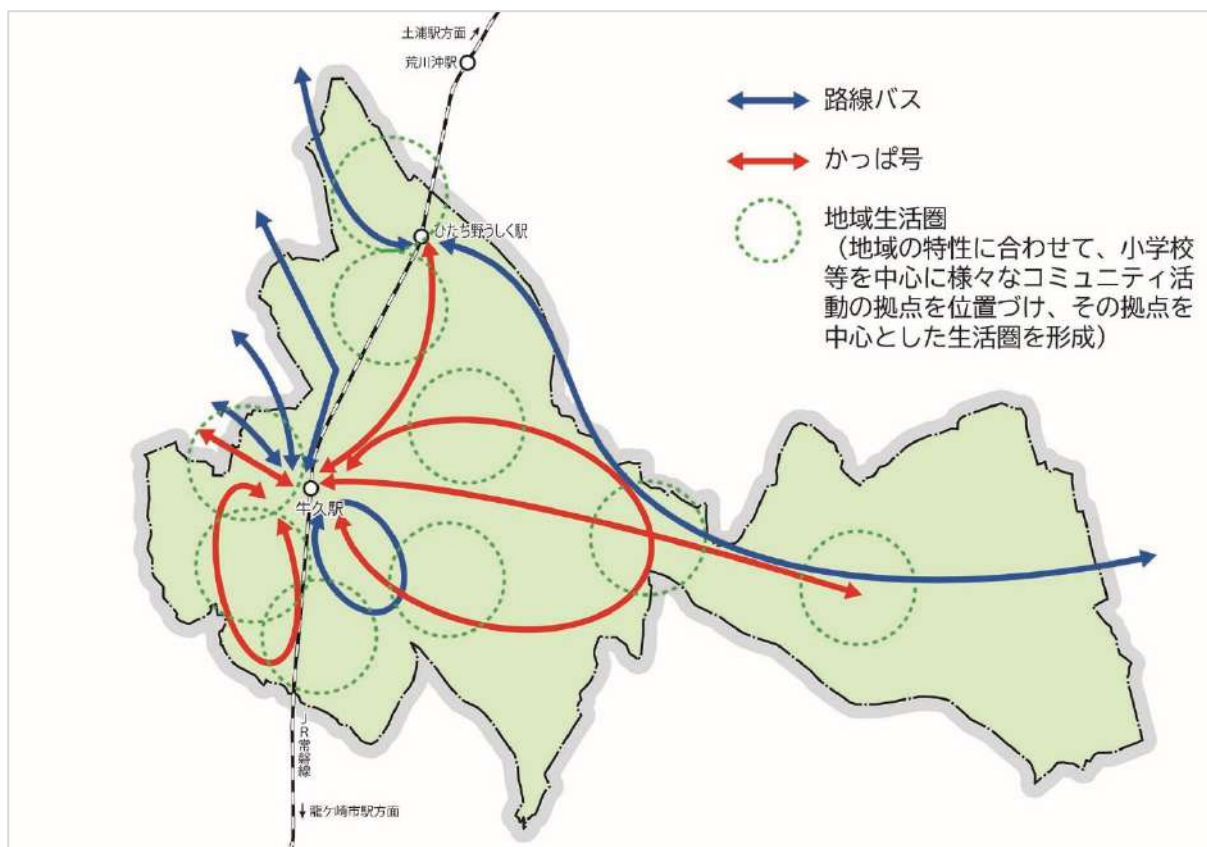 土浦駅方面
荒川沖駅
路線バス
かっぱ号
地域生活圏
（地域の特性に合わせて、小学校
等を中心に様々なコミュニティ活
動の拠点を位置づけ、その拠点を
中心とした生活圏を形成）
ひたち野うしく駅
牛久駅
JR常磐線
龍ケ崎市駅方面